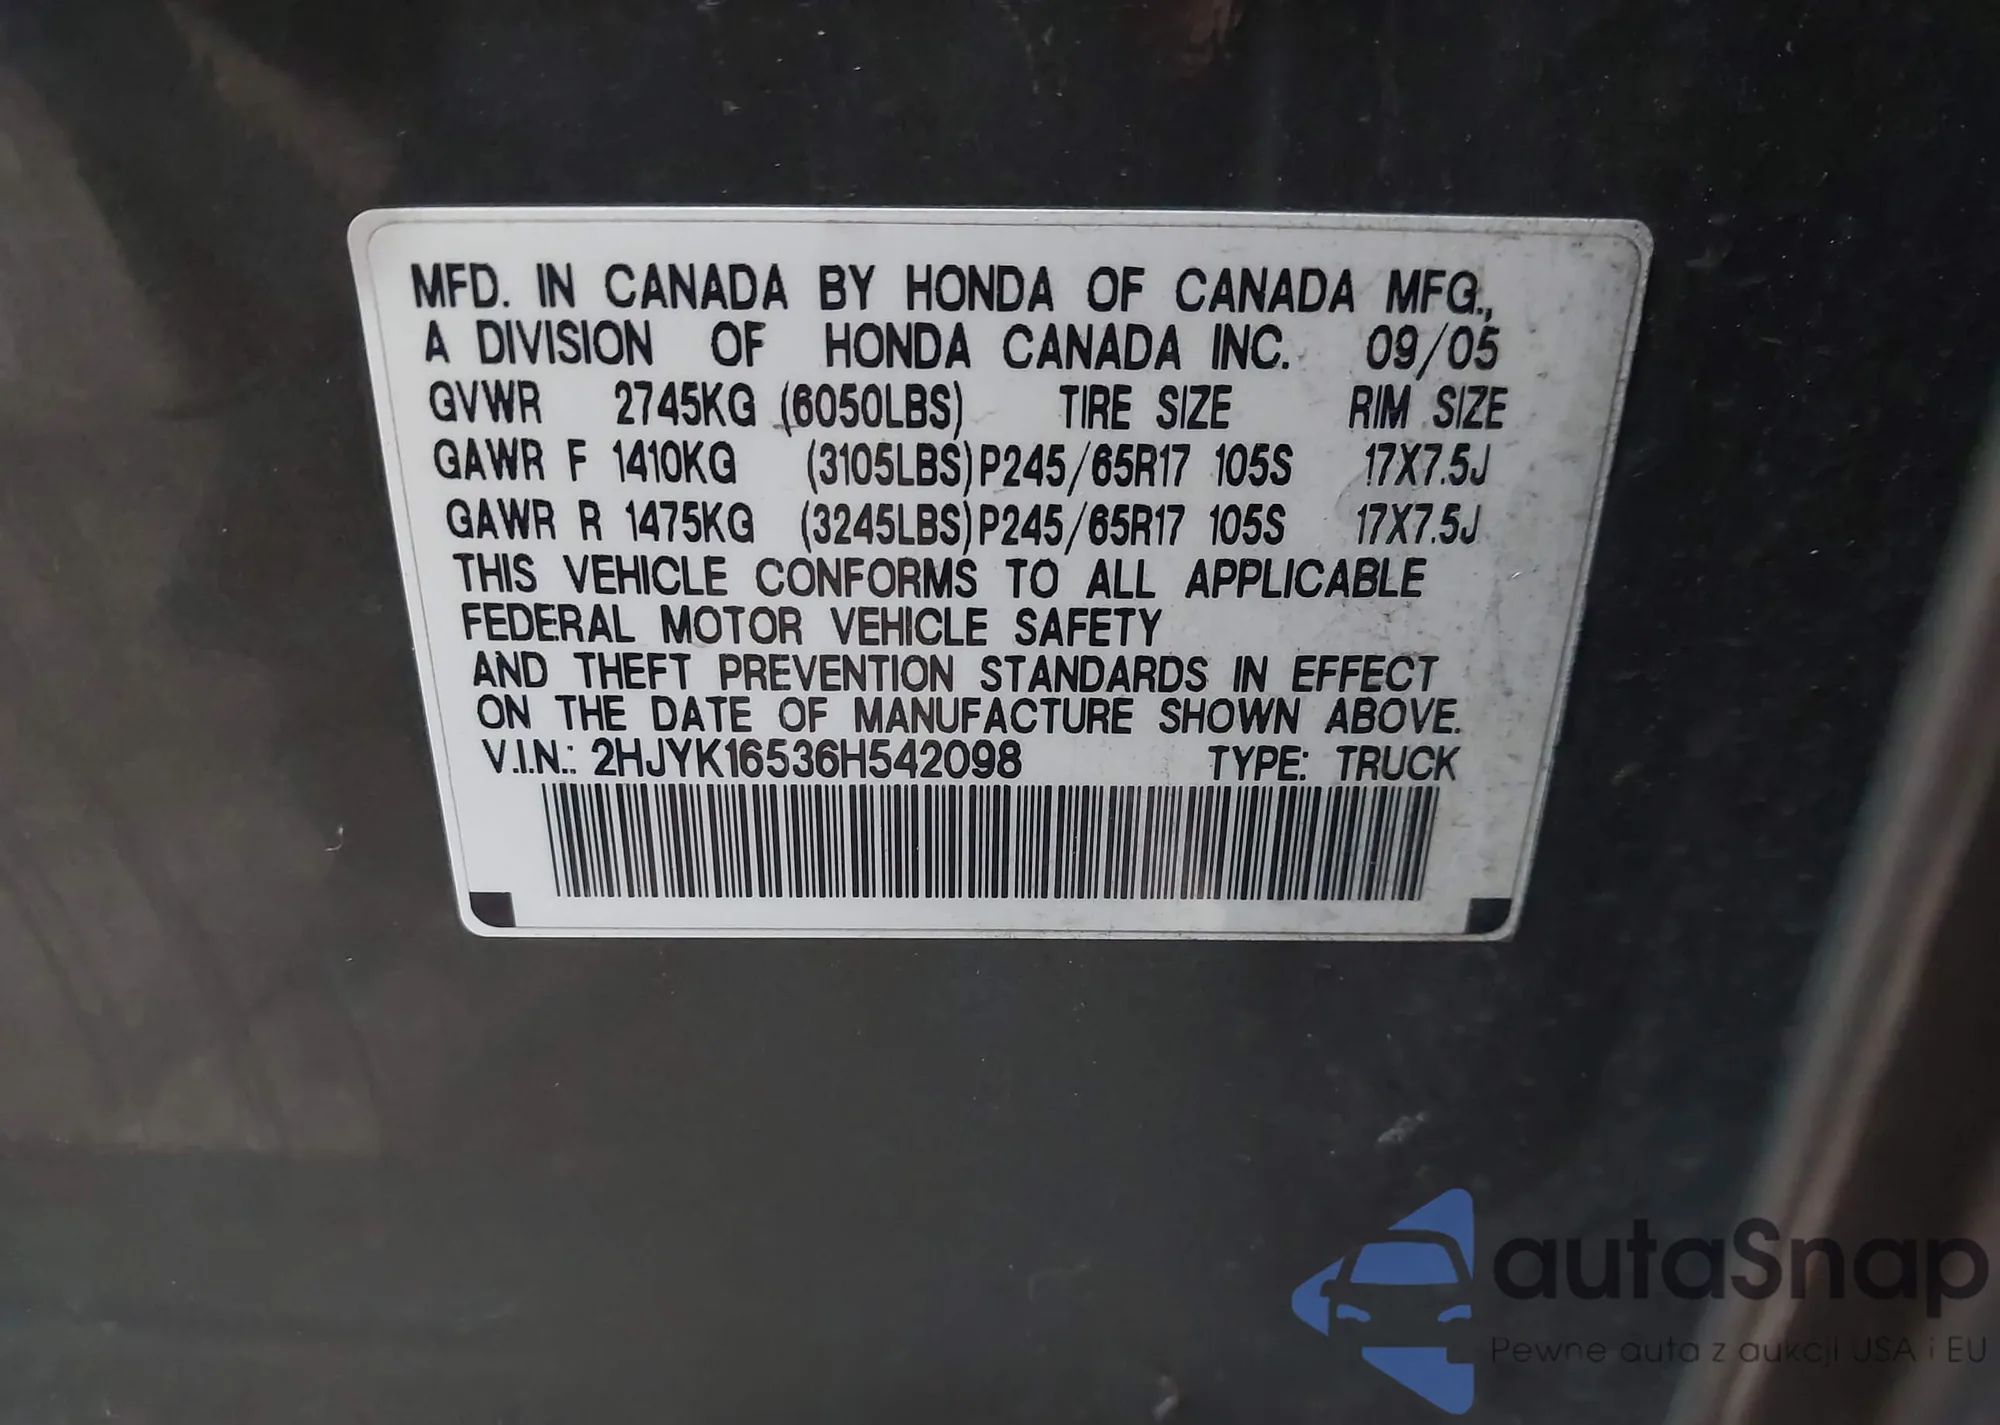 MFD. IN CANADA BY HONDA OF CANADA MFG.,
A DIVISION OF HONDA CANADA INC. 09/05
GVWR 2745KG (6050LBS) TIRE SIZE RIM SIZE
GAWR F 1410KG (3105LBS) P245/65R17 105S 17X7.5J
GAWR R 1475KG (3245LBS) P245/65R17 105S 17X7.5J
THIS VEHICLE CONFORMS TO ALL APPLICABLE
FEDERAL MOTOR VEHICLE SAFETY
AND THEFT PREVENTION STANDARDS IN EFFECT
ON THE DATE OF MANUFACTURE SHOWN ABOVE.
V.I.N.: 2HJYK16536H542098 TYPE: TRUCK
autaSnap
Pewne auta z aukcji USA i EU